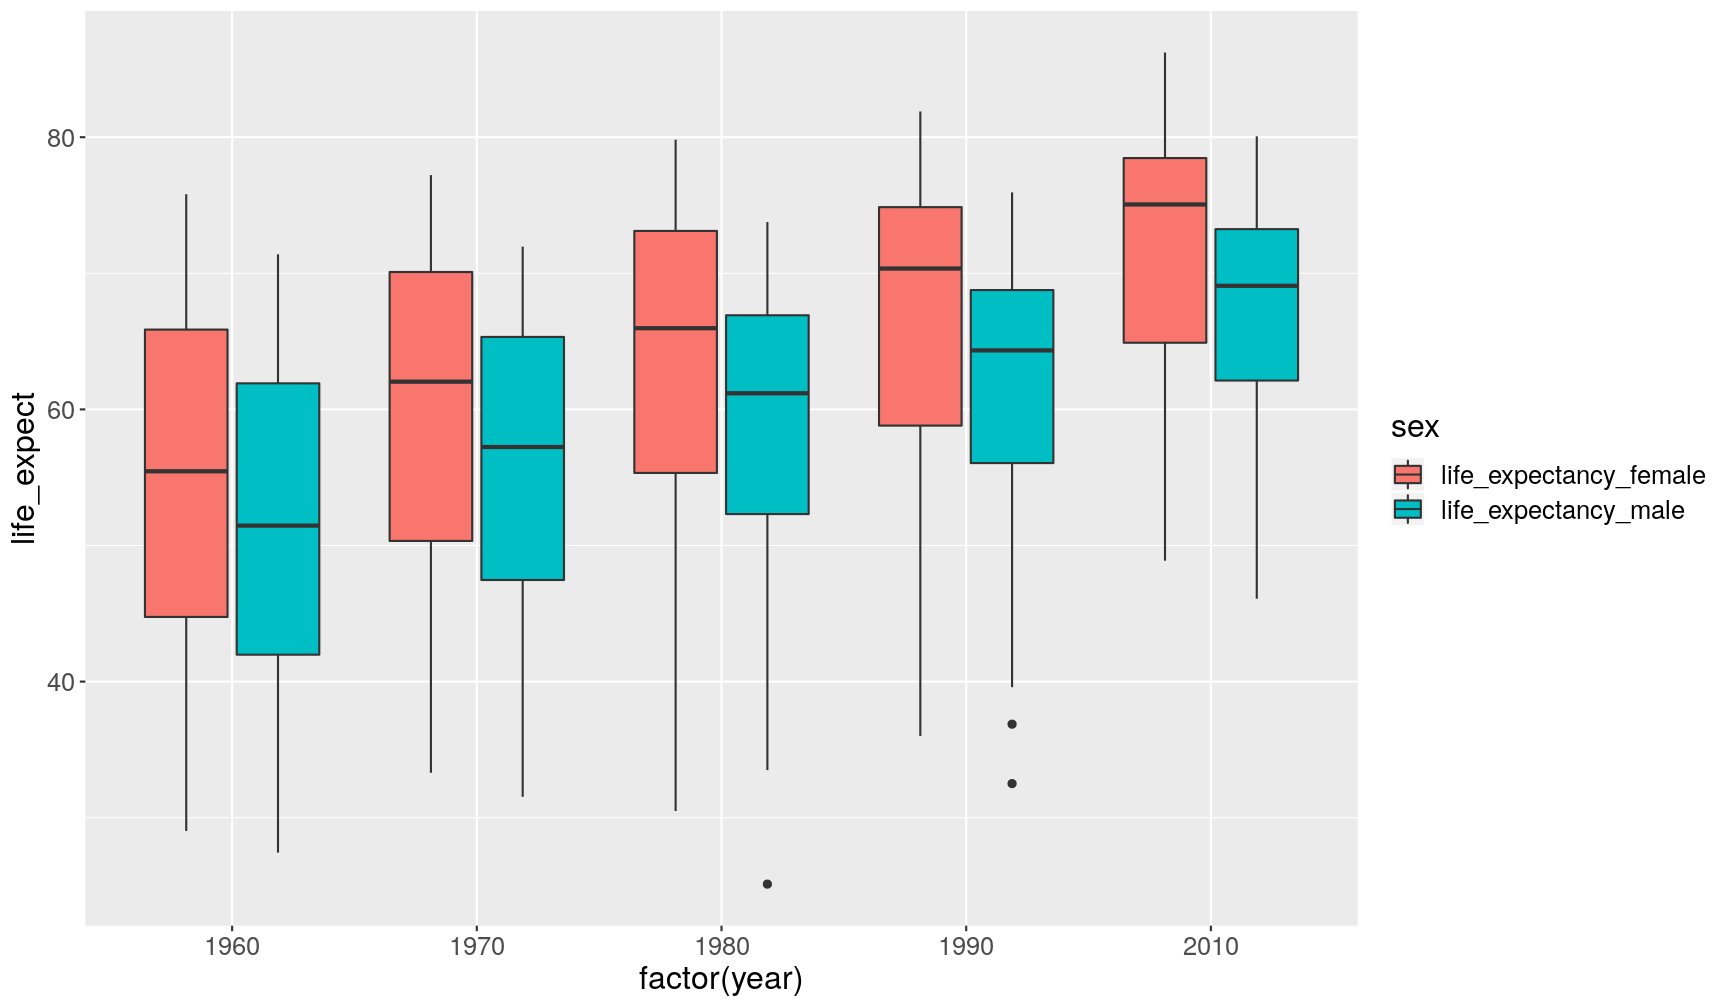 80
60
40
life_expect
1960 1970 1980 1990 2010
factor(year)
sex
life_expectancy_female
life_expectancy_male